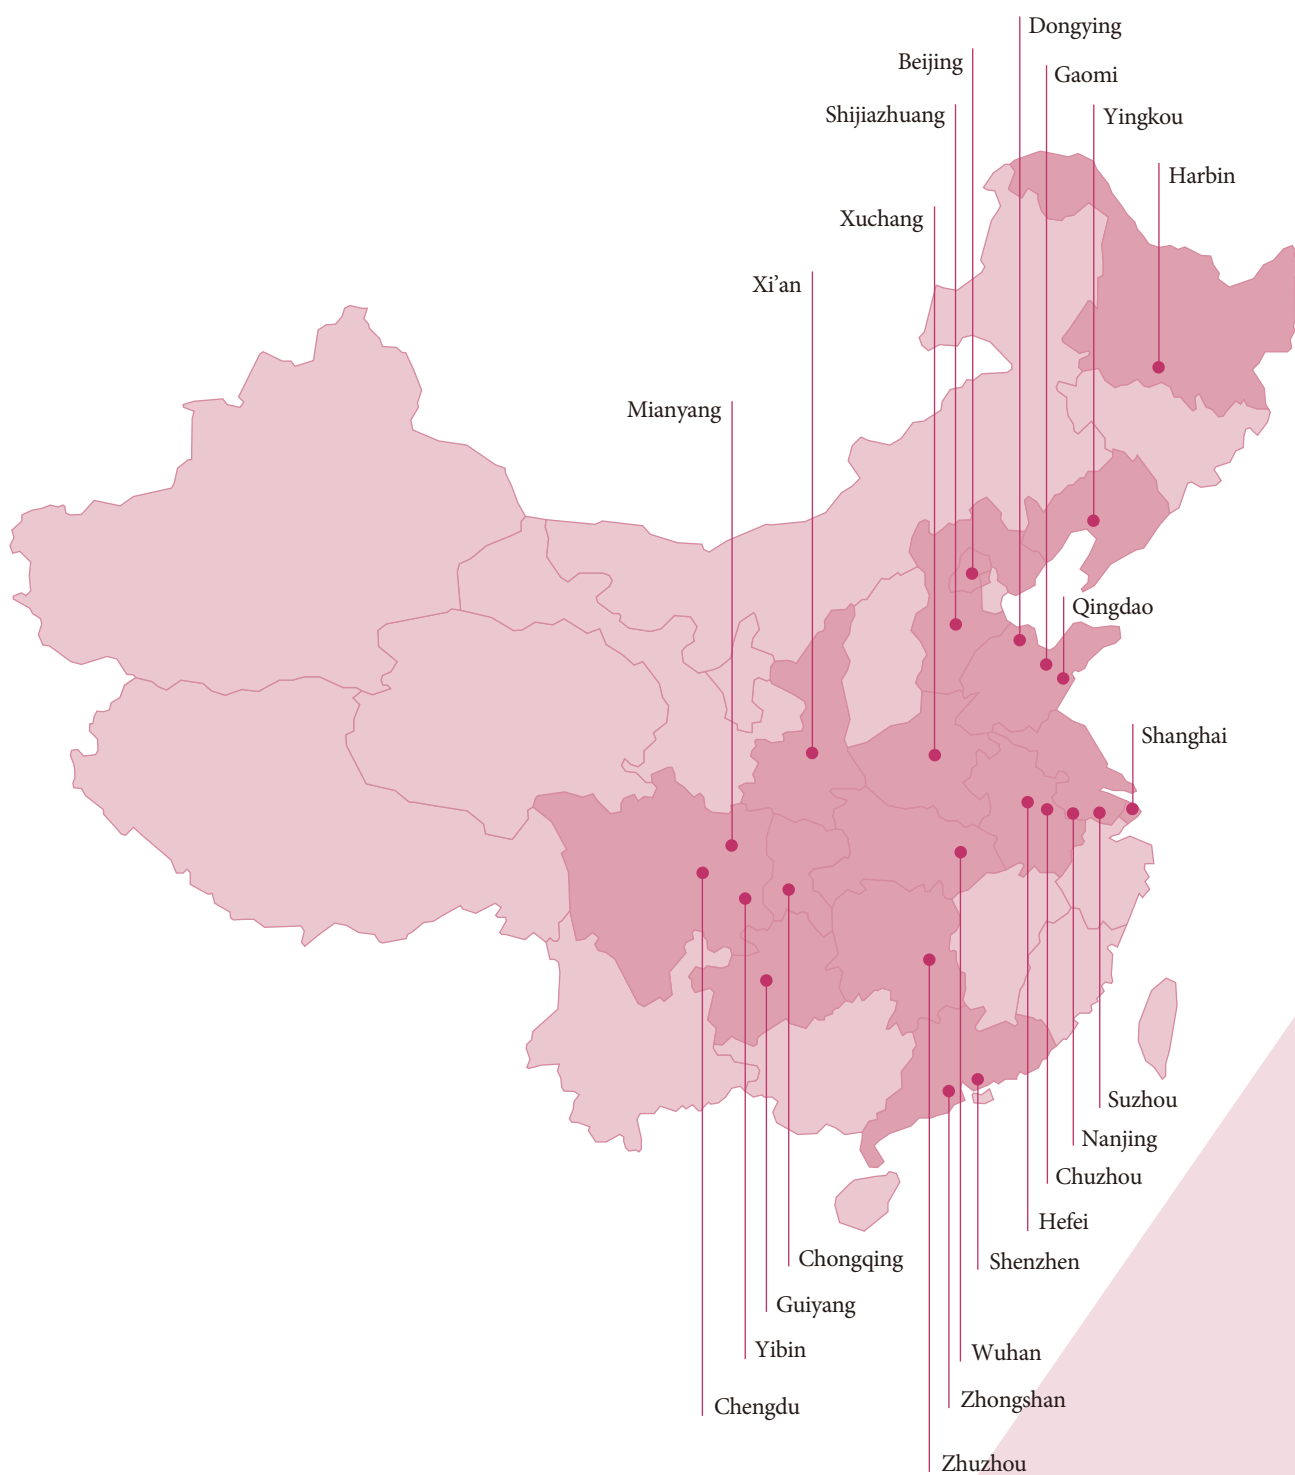 Dongying
Beijing
Gaomi
Shijiazhuang
Yingkou
Harbin
Xuchang
Xi’an
Mianyang
Qingdao
Shanghai
Suzhou
Nanjing
Chuzhou
Hefei
Chongqing
Shenzhen
Guiyang
Yibin
Wuhan
Zhongshan
Chengdu
Zhuzhou